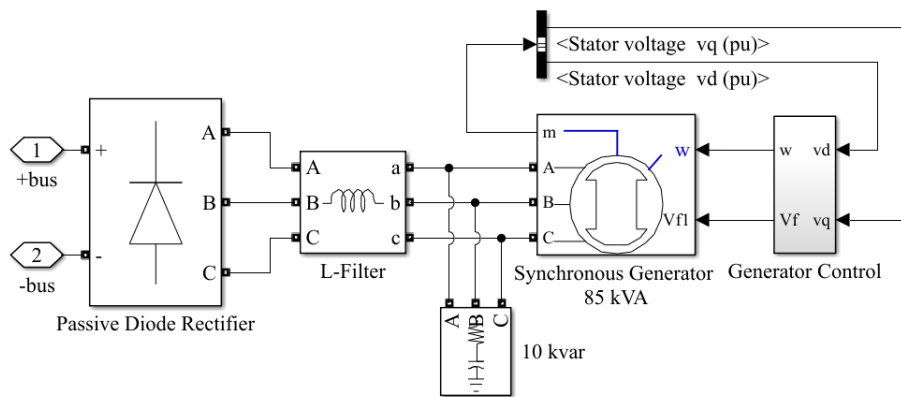 <Stator voltage vq (pu)>
<Stator voltage vd (pu)>
1
+bus
2
-bus
+
-
A
B
C
Passive Diode Rectifier
A
B
C
a
b
c
L-Filter
m
A
B
C
w
Vf1
Synchronous Generator
85 kVA
w
Vf
vd
vq
Generator Control
A
B
C
10 kvar